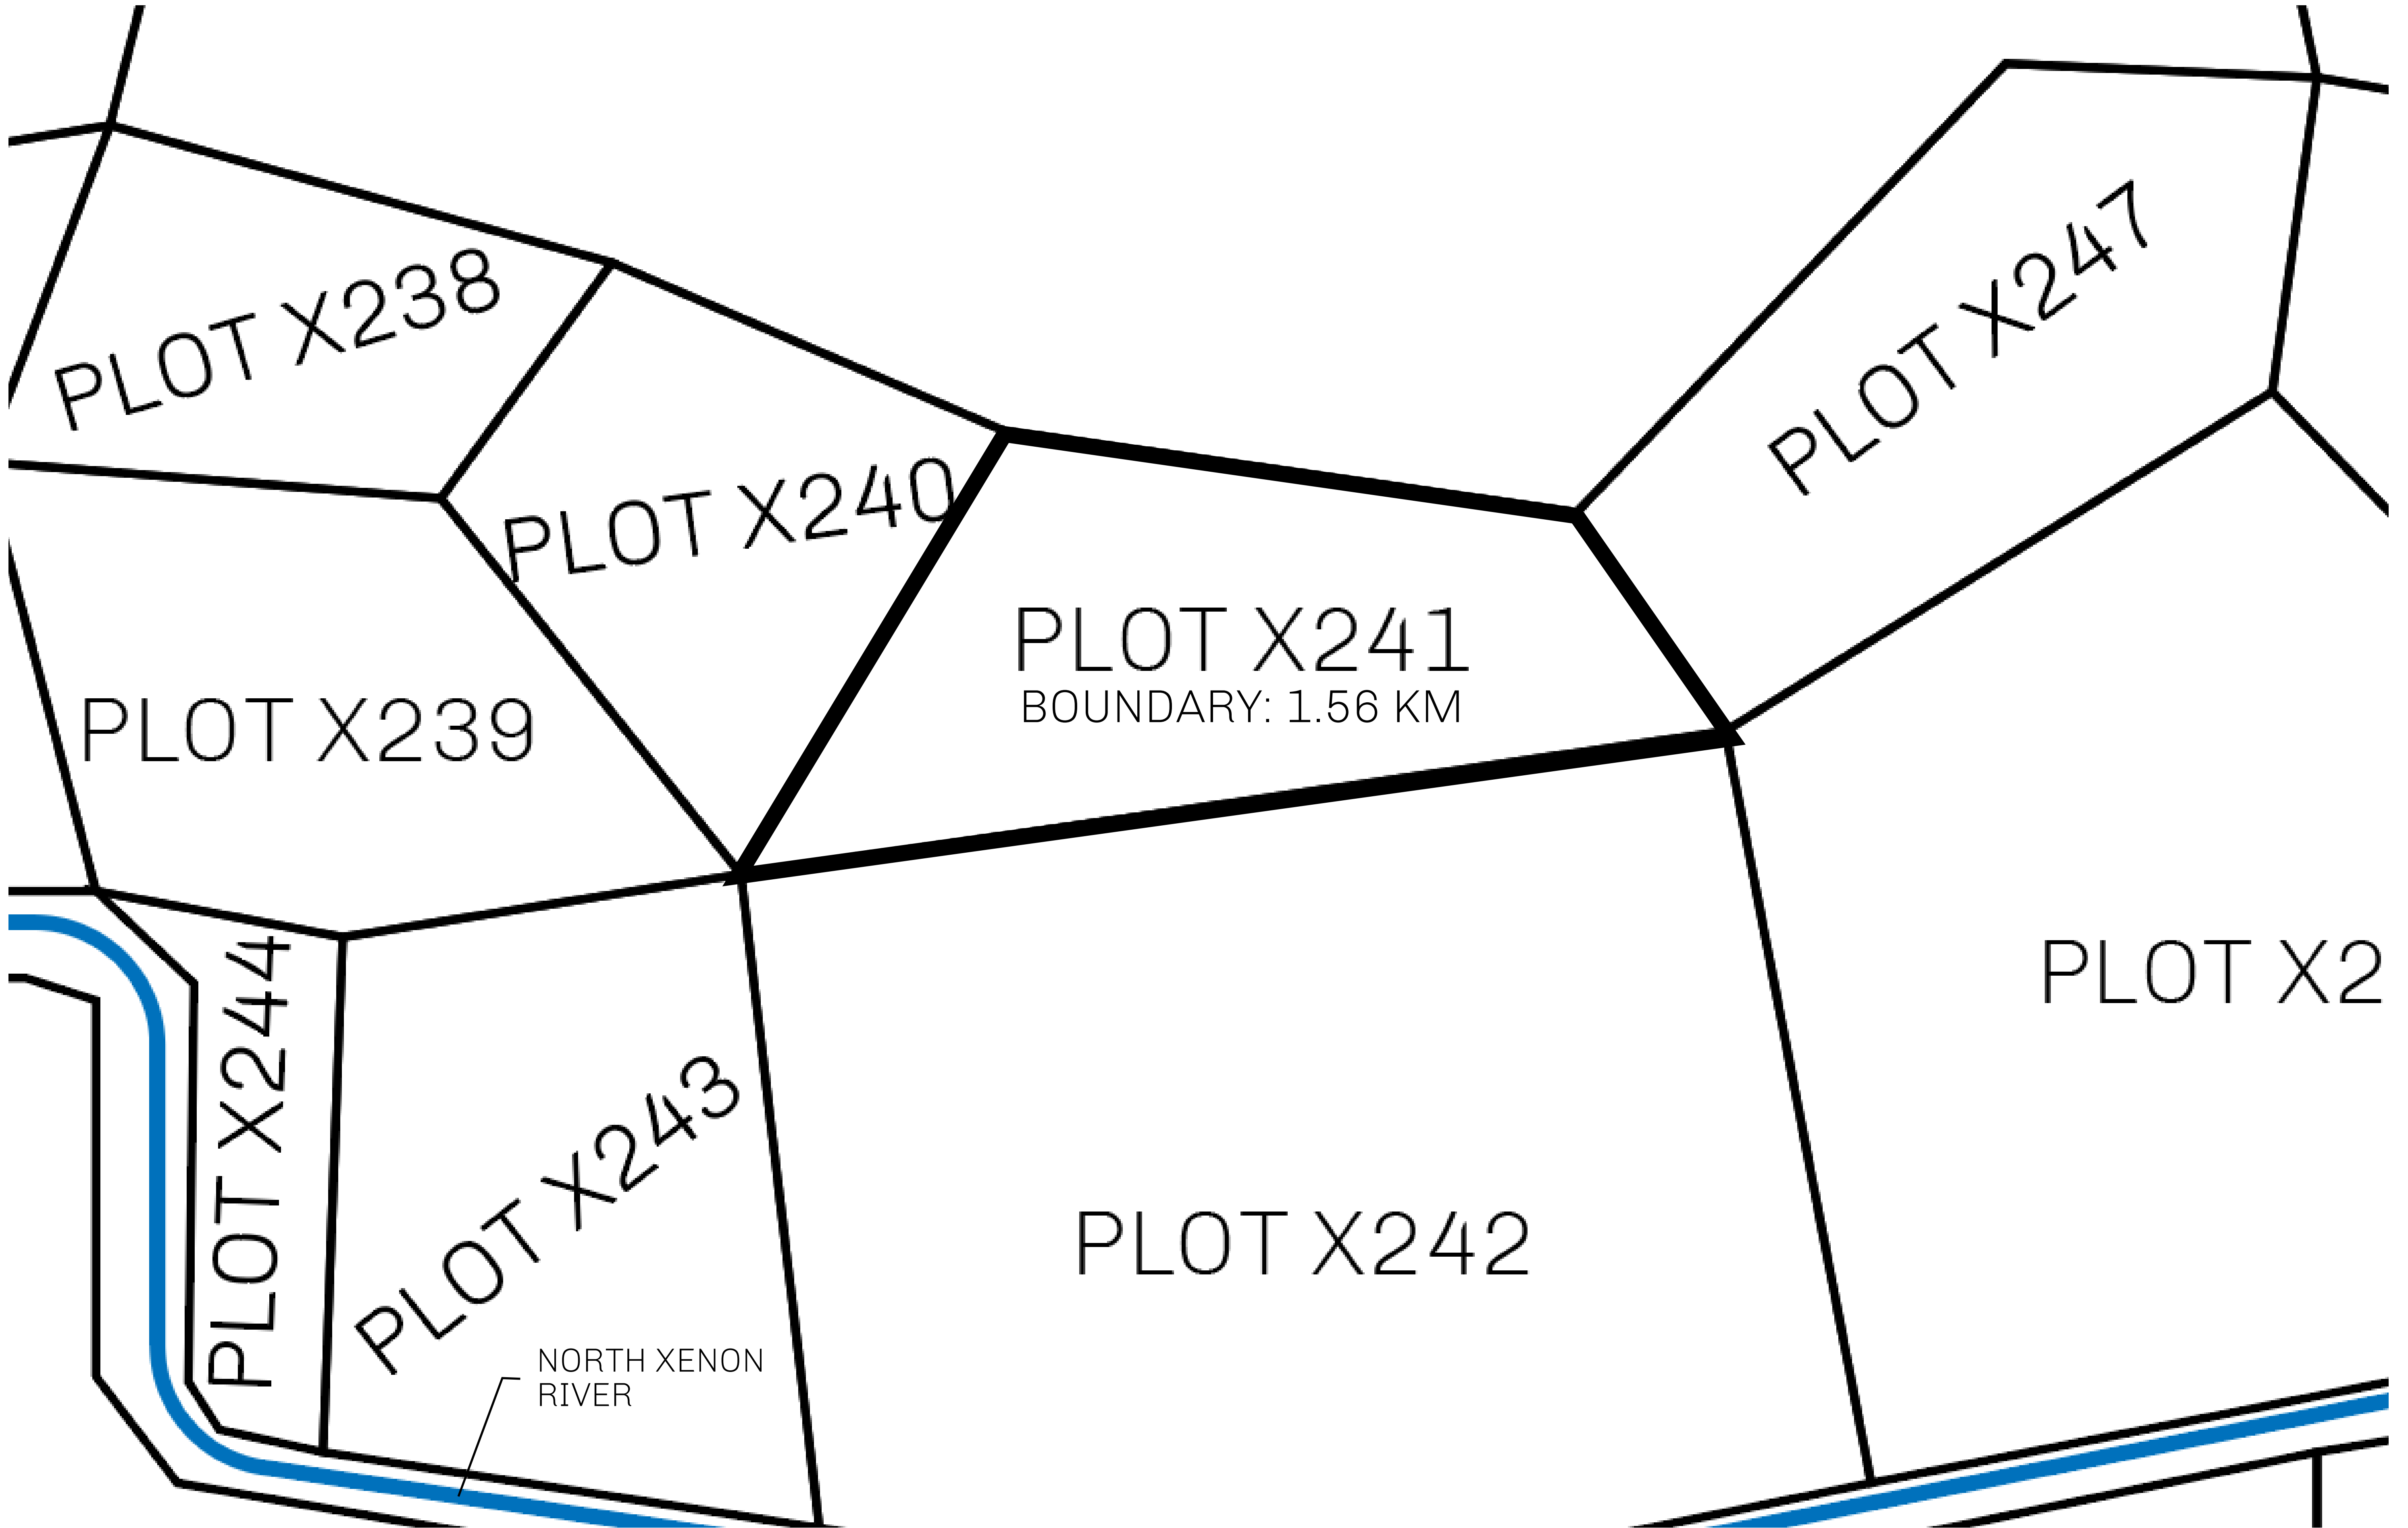 PLOT X238
PLOT X247
PLOT X240
PLOT X241
BOUNDARY: 1.56 KM
PLOT X239
PLOT X244
PLOT X2
PLOT X243
PLOT X242
NORTH XENON
RIVER